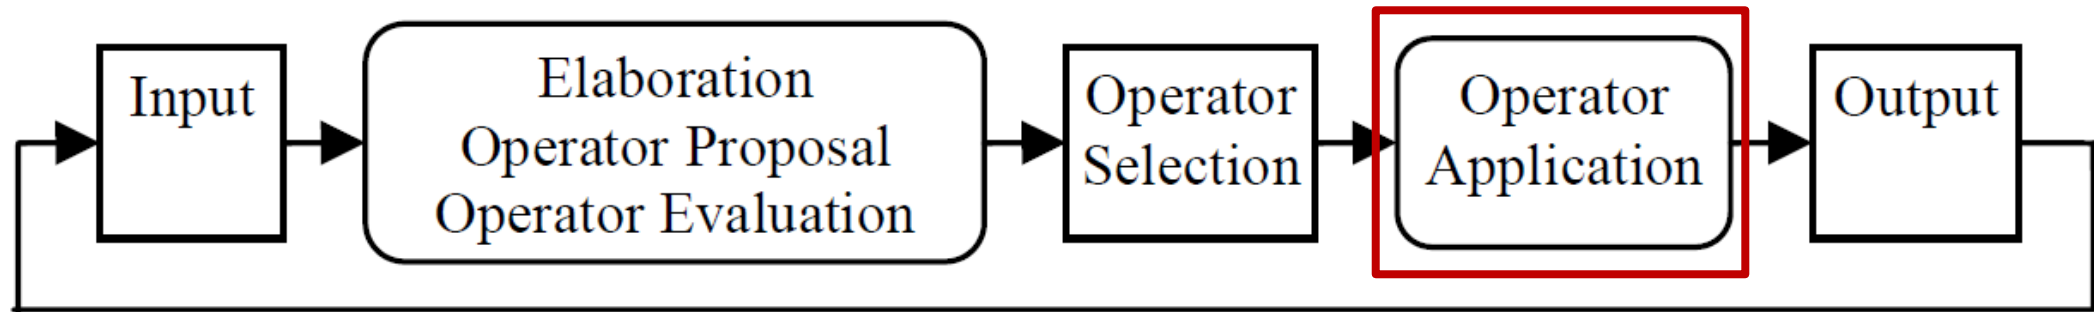 Input
Elaboration
Operator Proposal
Operator Evaluation
Operator
Selection
Operator
Application
Output